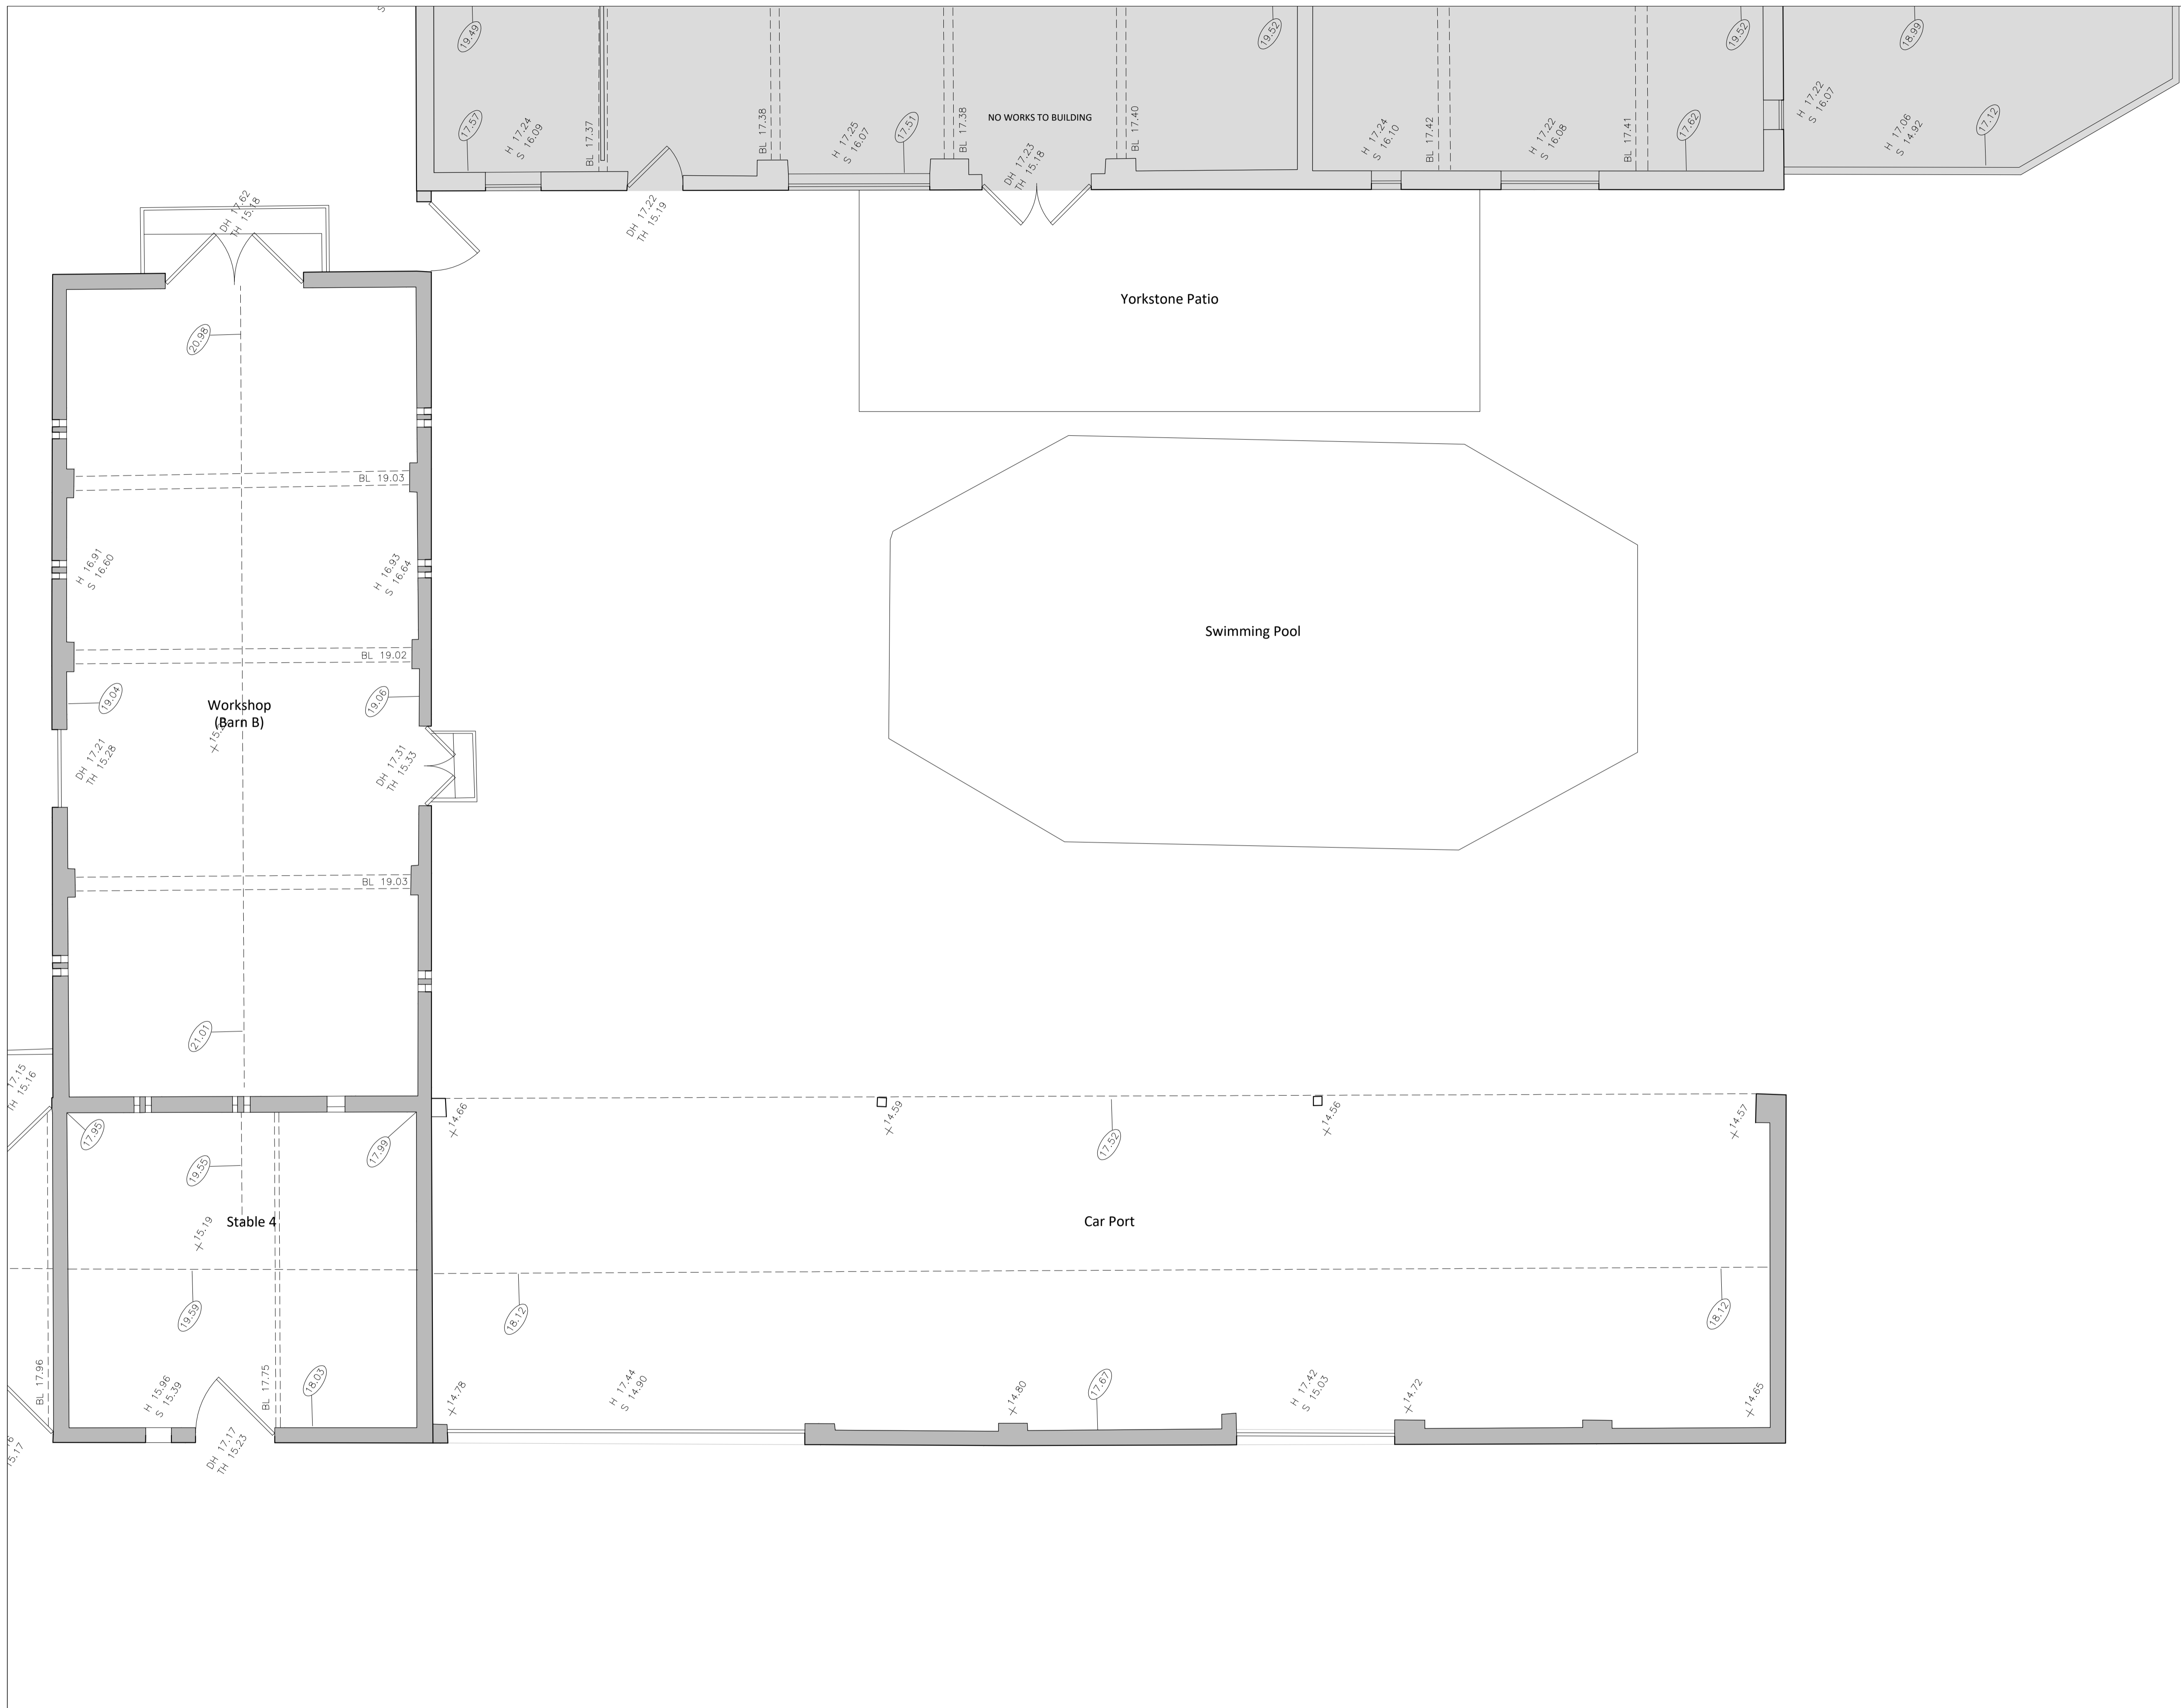 19.49
19.52
19.52
18.99
17.57
H 17.24
S 16.09
BL 17.37
BL 17.38
H 17.25
S 16.07
17.51
BL 17.38
NO WORKS TO BUILDING
BL 17.40
DH 17.23
TH 15.18
H 17.24
S 16.10
BL 17.42
H 17.22
S 16.08
BL 17.41
17.62
H 17.22
S 16.07
H 17.06
S 14.92
17.12
DH 17.62
TH 15.18
DH 17.22
TH 15.19
Yorkstone Patio
20.98
BL 19.03
H 16.91
S 16.60
H 16.93
S 16.64
Swimming Pool
BL 19.02
19.04
19.06
Workshop
(Barn B)
DH 17.21
TH 15.28
DH 17.31
TH 15.33
BL 19.03
21.01
17.15
TH 15.16
17.95
17.99
14.66
14.59
17.52
14.56
14.57
19.55
15.19
Stable 4
Car Port
19.59
18.12
18.12
BL 17.96
H 15.96
S 15.39
BL 17.75
18.03
14.78
H 17.44
S 14.90
14.80
17.67
H 17.42
S 15.03
14.72
14.65
DH 17.17
TH 15.23
15.17